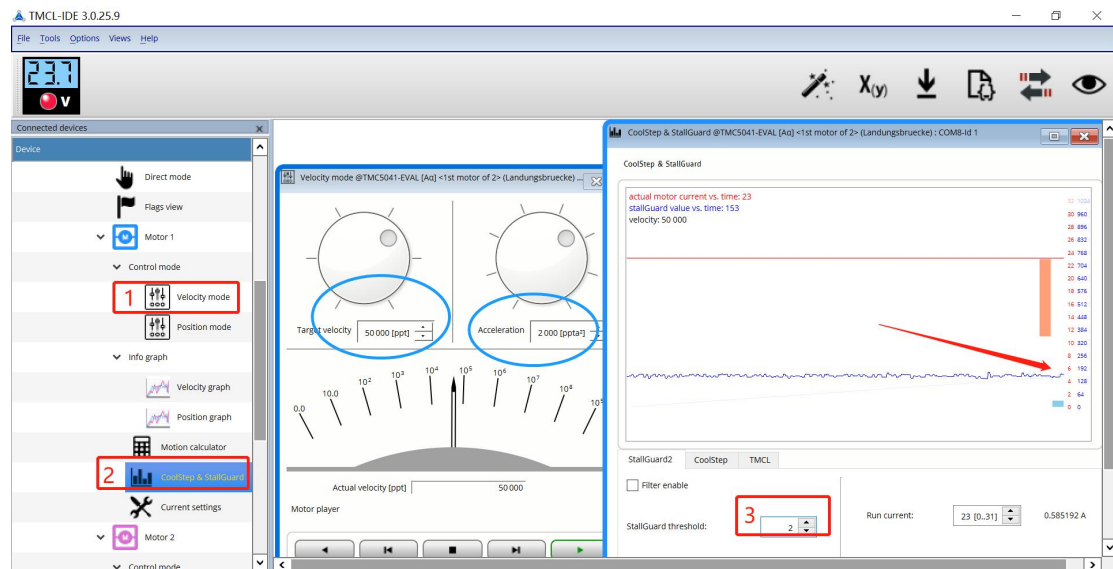 TMCL-IDE 3.0.25.9
File Tools Options Views Help
23.7
V
X(y)
Connected devices
Device
Direct mode
Flags view
Motor 1
Control mode
1
Velocity mode
Position mode
Info graph
Velocity graph
Position graph
Motion calculator
2
CoolStep & StallGuard
Current settings
Motor 2
Control mode
Velocity mode @TMC5041-EVAL [Aα] <1st motor of 2> (Landungsbruecke) ...
Target velocity 50 000 [ppt]
Acceleration 2 000 [ppta²]
0.0 10.0 10² 10³ 10⁴ 10⁵ 10⁶ 10⁷ 10⁸
Actual velocity [ppt] 50 000
Motor player
CoolStep & StallGuard @TMC5041-EVAL [Aα] <1st motor of 2> (Landungsbruecke) : COM8-Id 1
CoolStep & StallGuard
actual motor current vs. time: 23
stallGuard value vs. time: 153
velocity: 50 000
32 1024
30 960
28 896
26 832
24 768
22 704
20 640
18 576
16 512
14 448
12 384
10 320
8 256
6 192
4 128
2 64
0 0
StallGuard2 CoolStep TMCL
Filter enable
3
StallGuard threshold: 2
Run current: 23 [0..31] 0.585192 A